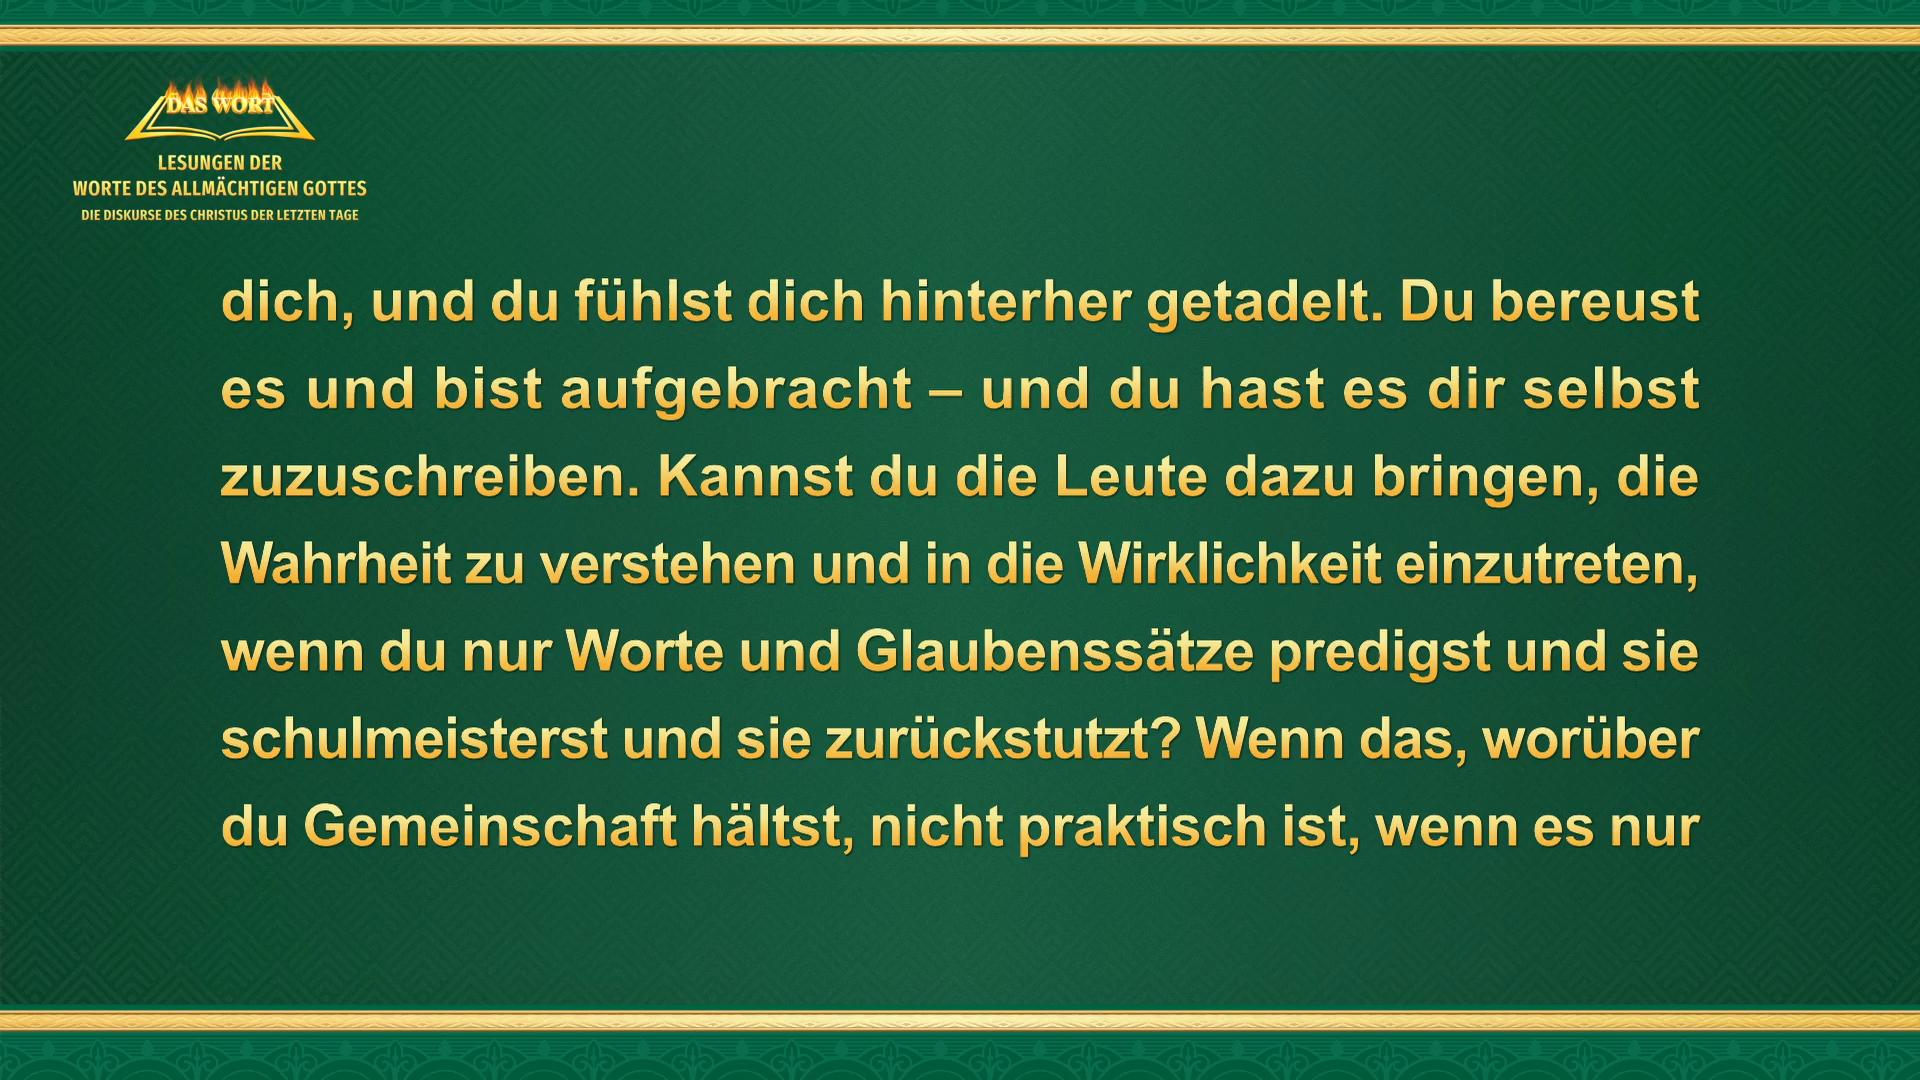 DAS WORT
LESUNGEN DER
WORTE DES ALLMÄCHTIGEN GOTTES
DIE DISKURSE DES CHRISTUS DER LETZTEN TAGE
dich, und du fühlst dich hinterher getadelt. Du bereust
es und bist aufgebracht – und du hast es dir selbst
zuzuschreiben. Kannst du die Leute dazu bringen, die
Wahrheit zu verstehen und in die Wirklichkeit einzutreten,
wenn du nur Worte und Glaubenssätze predigst und sie
schulmeisterst und sie zurückstutzt? Wenn das, worüber
du Gemeinschaft hältst, nicht praktisch ist, wenn es nur